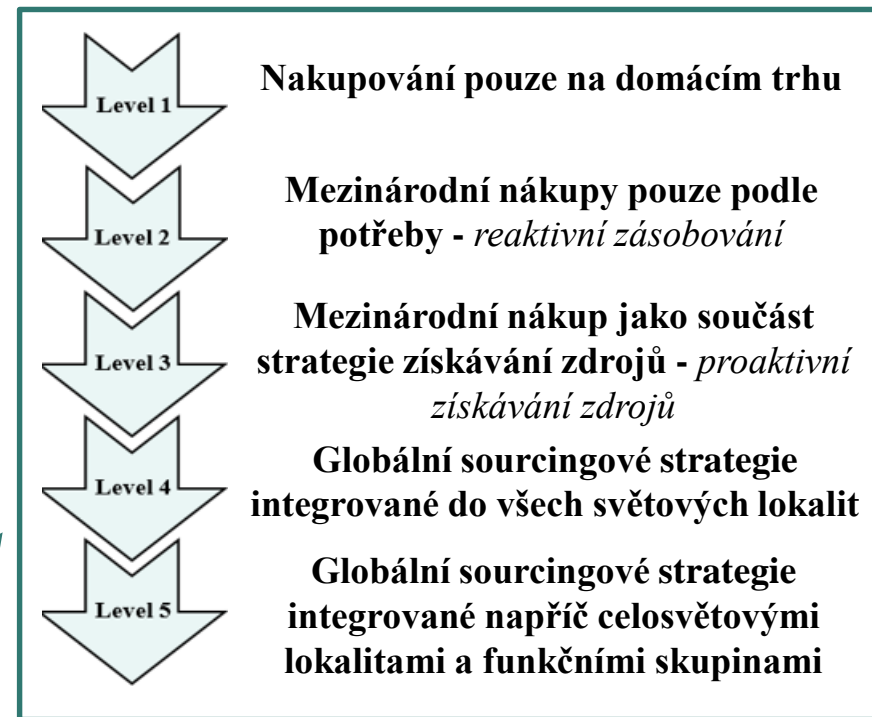 Level 1
Nakupování pouze na domácím trhu
Level 2
Mezinárodní nákupy pouze podle
potřeby - reaktivní zásobování
Level 3
Mezinárodní nákup jako součást
strategie získávání zdrojů - proaktivní
získávání zdrojů
Level 4
Globální sourcingové strategie
integrované do všech světových lokalit
Level 5
Globální sourcingové strategie
integrované napříč celosvětovými
lokalitami a funkčními skupinami